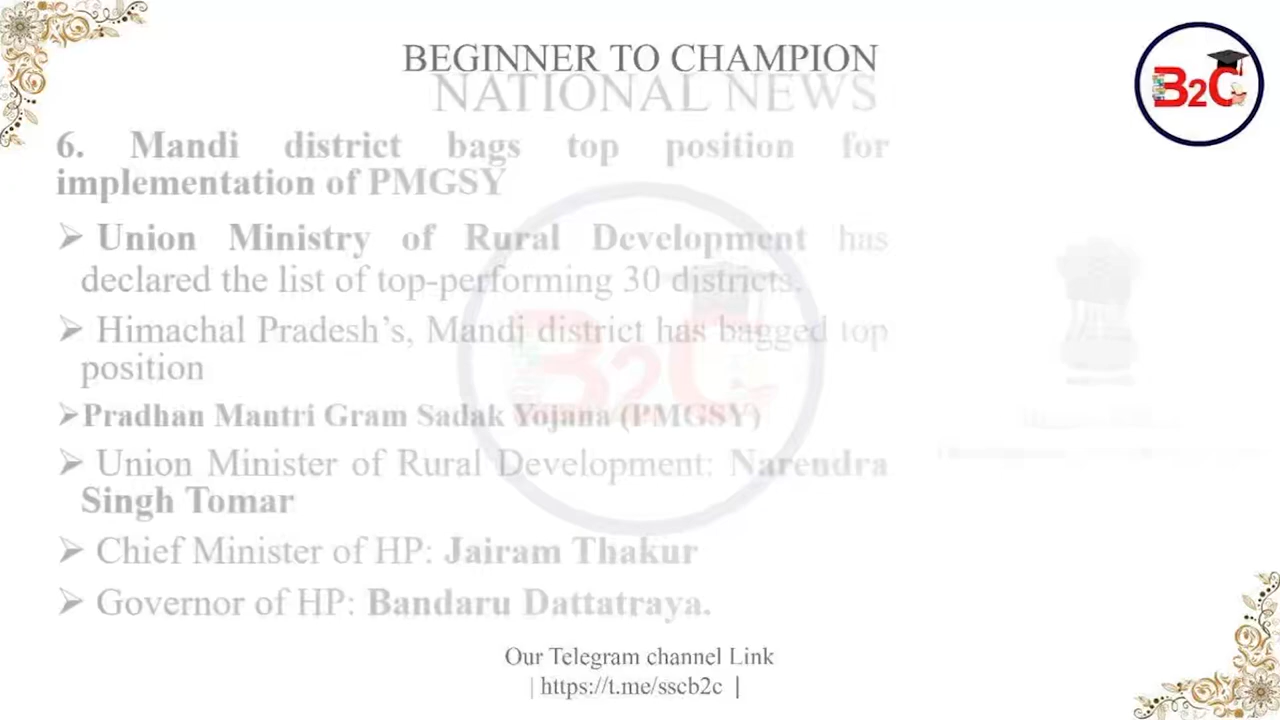 BEGINNER TO CHAMPION
B2C
NATIONAL NEWS
6. Mandi district bags top position for
implementation of PMGSY
➢ Union Ministry of Rural Development has
declared the list of top-performing 30 districts.
➢ Himachal Pradesh’s, Mandi district has bagged top
position
➢Pradhan Mantri Gram Sadak Yojana (PMGSY)
➢ Union Minister of Rural Development: Narendra
Singh Tomar
➢ Chief Minister of HP: Jairam Thakur
➢ Governor of HP: Bandaru Dattatraya.
B2C
Our Telegram channel Link
| https://t.me/sscb2c |